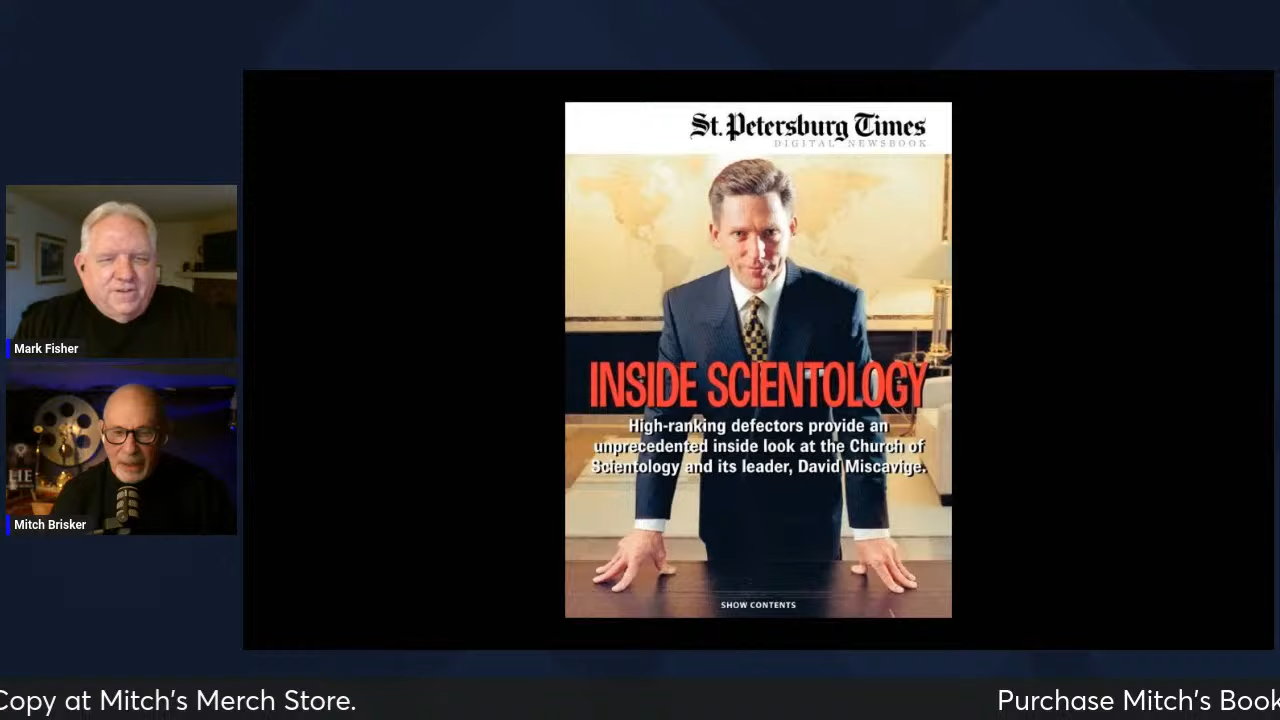 St. Petersburg Times
DIGITAL NEWSBOOK
INSIDE SCIENTOLOGY
High-ranking defectors provide an
unprecedented inside look at the Church of
Scientology and its leader, David Miscavige.
SHOW CONTENTS
Mark Fisher
Mitch Brisker
Copy at Mitch's Merch Store.
Purchase Mitch's Book